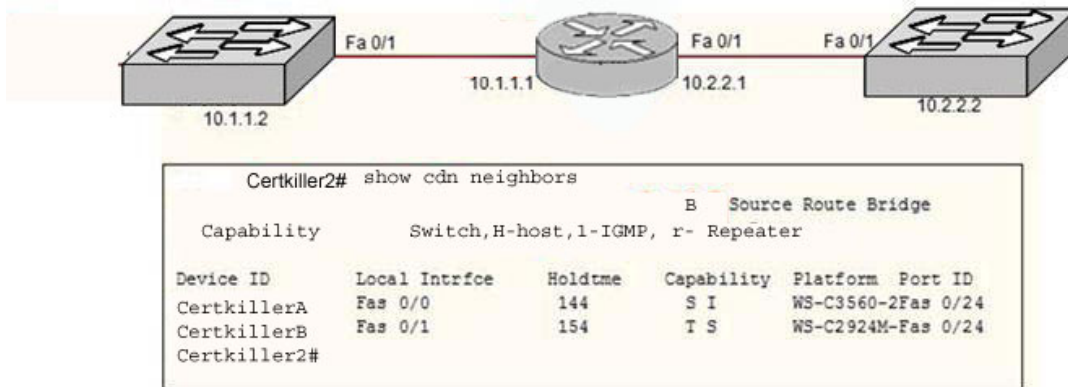 Fa 0/1 Fa 0/1 Fa 0/1
10.1.1.1 10.2.2.1
10.1.1.2 10.2.2.2
Certkiller2# show cdn neighbors
B Source Route Bridge
Capability Switch,H-host,1-IGMP, r- Repeater
Device ID Local Intrfce Holdtme Capability Platform Port ID
CertkillerA Fas 0/0 144 S I WS-C3560-2Fas 0/24
CertkillerB Fas 0/1 154 T S WS-C2924M-Fas 0/24
Certkiller2#